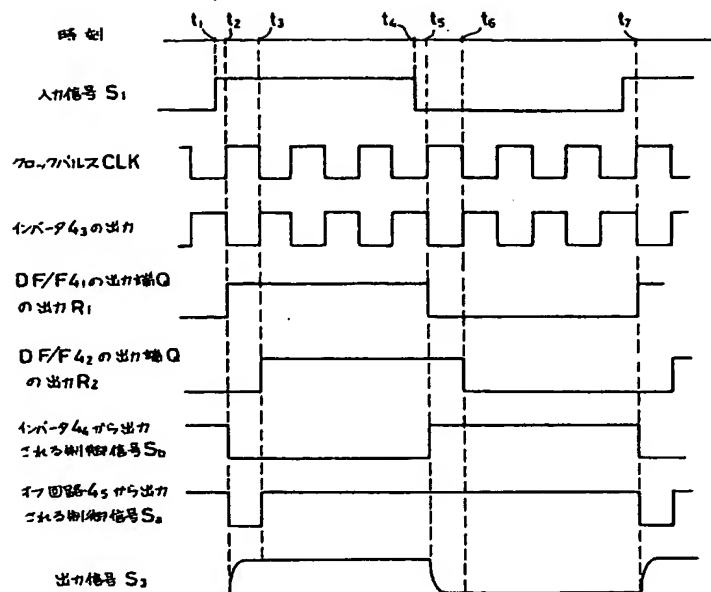 t₁ t₂ t₃ t₄ t₅ t₆ t₇
時刻
入力信号 S₁
クロックパルス CLK
インバータ4₃の出力
DF/F4₁の出力端Q
の出力R₁
DF/F4₂の出力端Q
の出力R₂
インバータ4₄から出力
される制御信号S_b
オフ回路4₅から出力
される制御信号S_a
出力信号 S₃